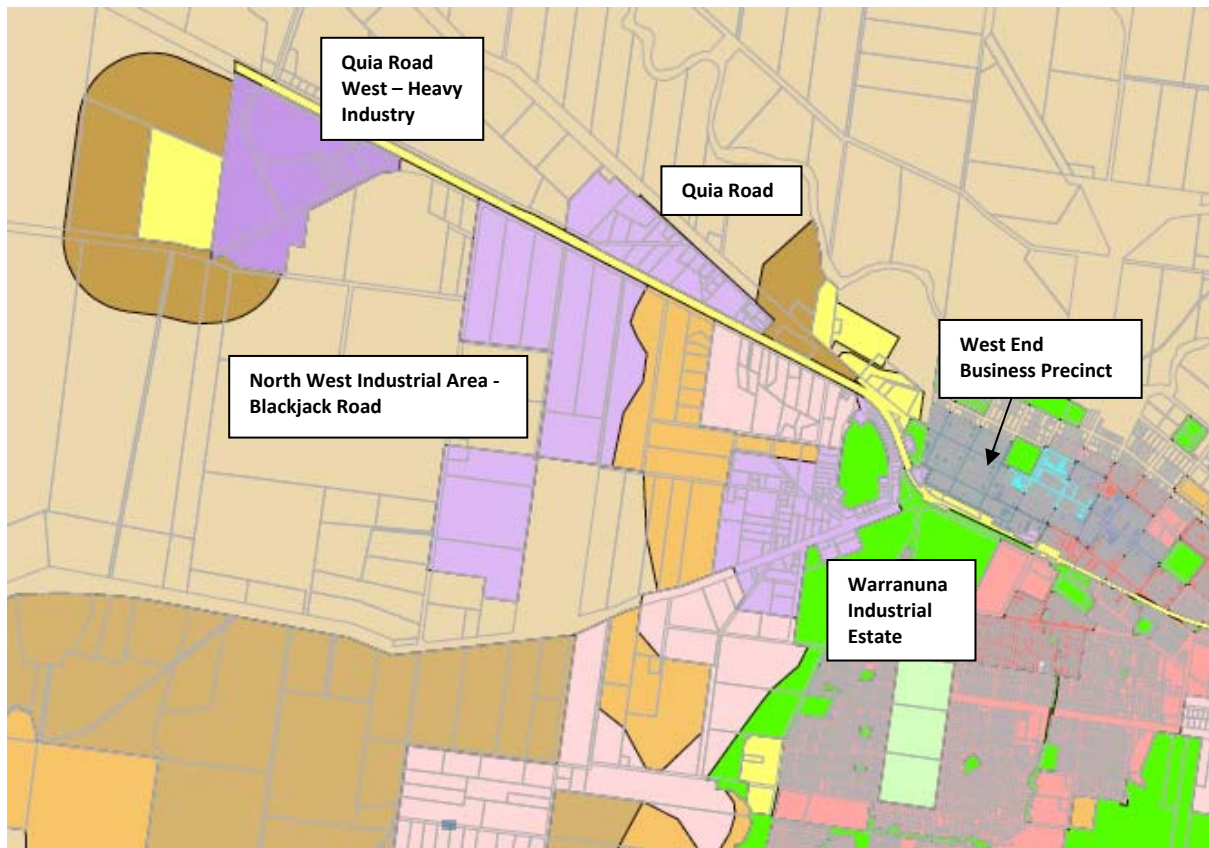 Quia Road
West – Heavy
Industry
Quia Road
West End
Business Precinct
North West Industrial Area -
Blackjack Road
Warranuna
Industrial
Estate